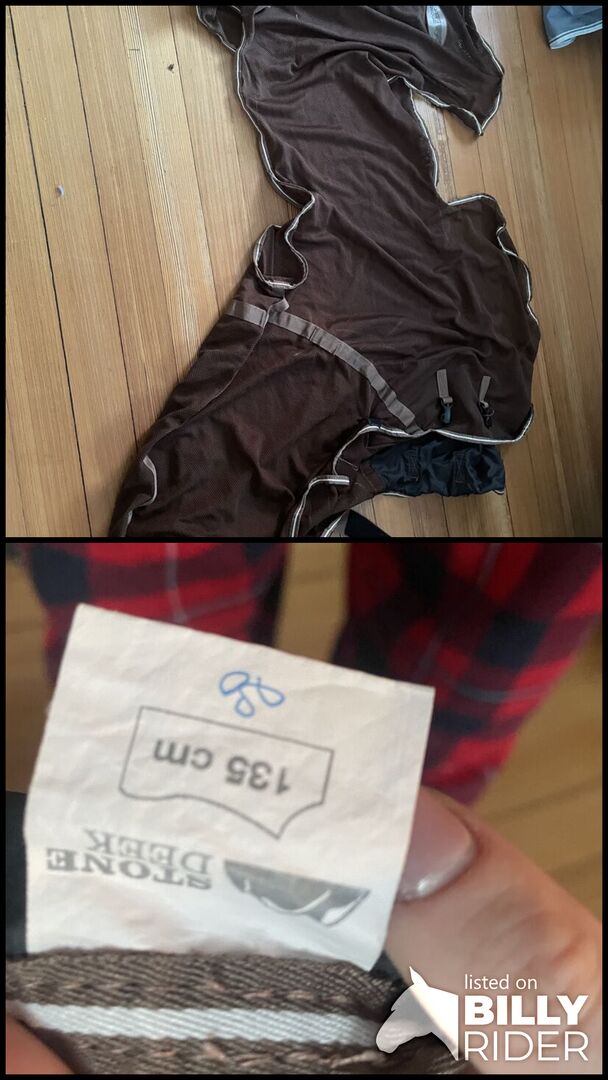 STONE
DEEK
135 cm
listed on
BILLY
RIDER